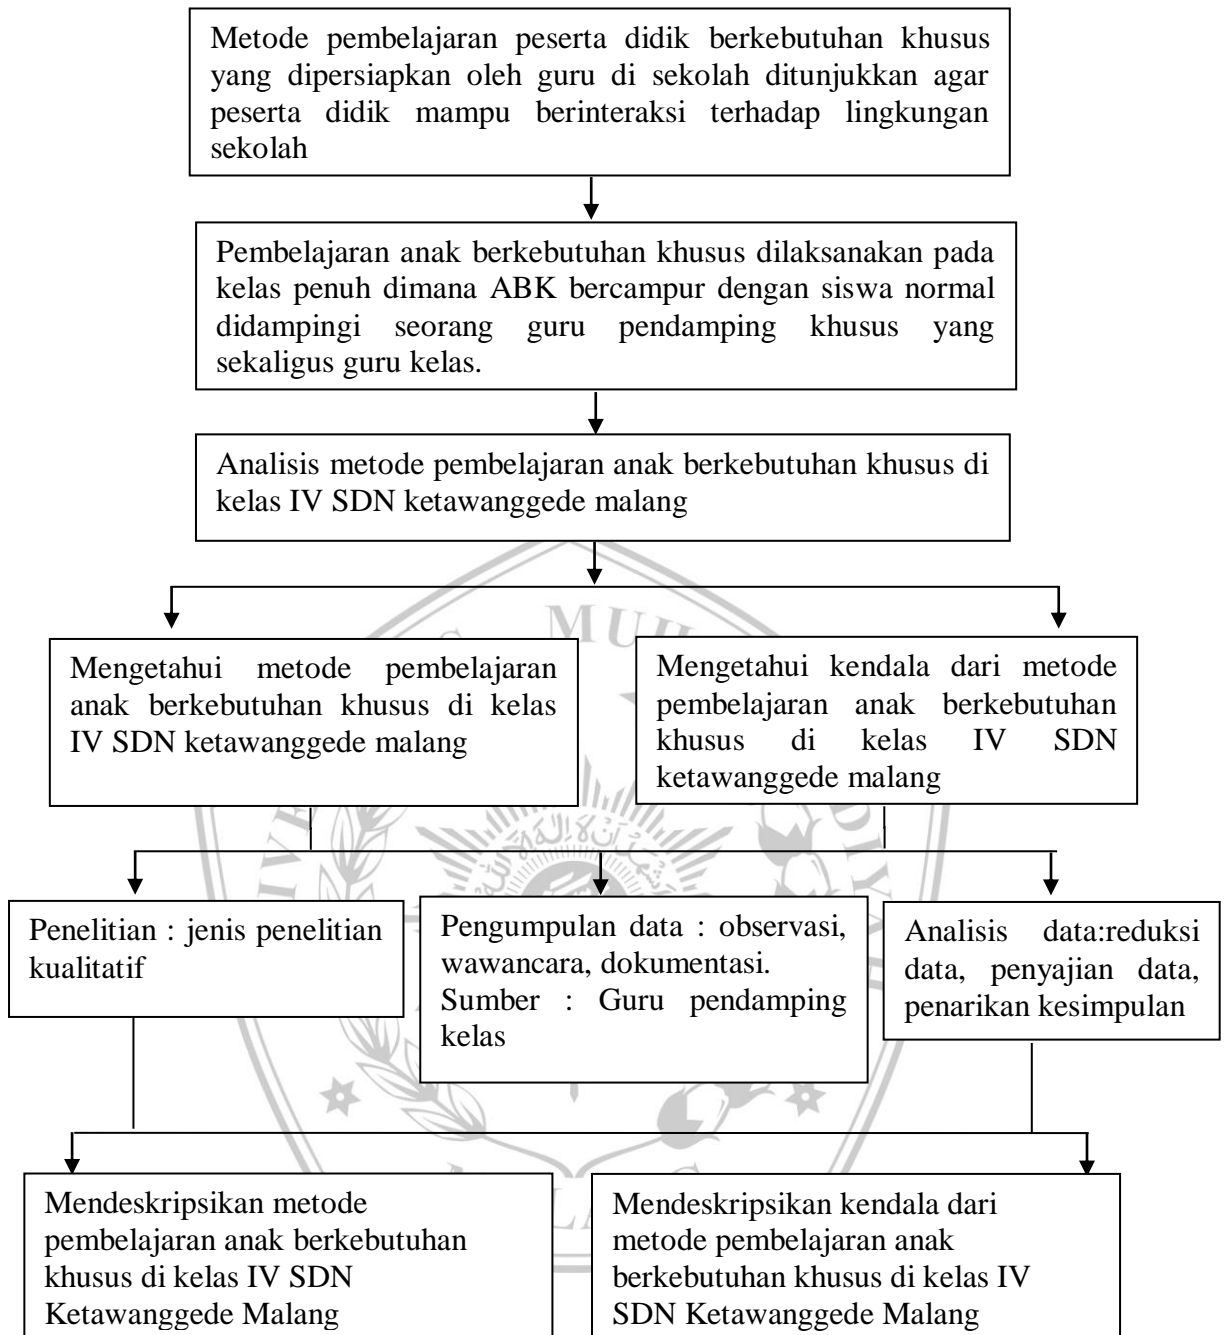 Metode pembelajaran peserta didik berkebutuhan khusus
yang dipersiapkan oleh guru di sekolah ditunjukkan agar
peserta didik mampu berinteraksi terhadap lingkungan
sekolah
Pembelajaran anak berkebutuhan khusus dilaksanakan pada
kelas penuh dimana ABK bercampur dengan siswa normal
didampingi seorang guru pendamping khusus yang
sekaligus guru kelas.
Analisis metode pembelajaran anak berkebutuhan khusus di
kelas IV SDN ketawanggede malang
MUH
Mengetahui metode pembelajaran
anak berkebutuhan khusus di kelas
IV SDN ketawanggede malang
Mengetahui kendala dari metode
pembelajaran anak berkebutuhan
khusus di kelas IV SDN
ketawanggede malang
Penelitian : jenis penelitian
kualitatif
Pengumpulan data : observasi,
wawancara, dokumentasi.
Sumber : Guru pendamping
kelas
Analisis data:reduksi
data, penyajian data,
penarikan kesimpulan
Mendeskripsikan metode
pembelajaran anak berkebutuhan
khusus di kelas IV SDN
Ketawanggede Malang
Mendeskripsikan kendala dari
metode pembelajaran anak
berkebutuhan khusus di kelas IV
SDN Ketawanggede Malang